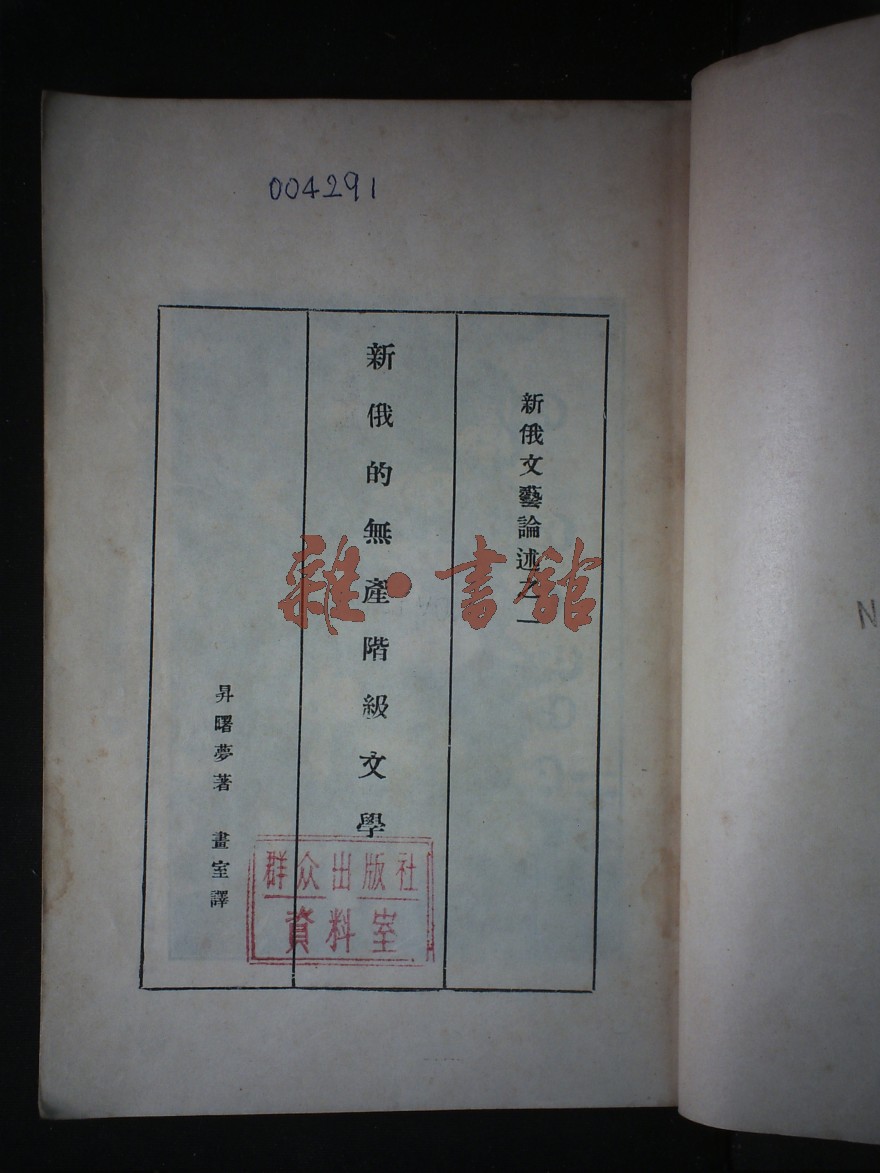 004291
新俄文藝論述之
新俄的無產階級文學
昇曙夢著 畫室譯
雜·書館
群众出版社
資料室
N